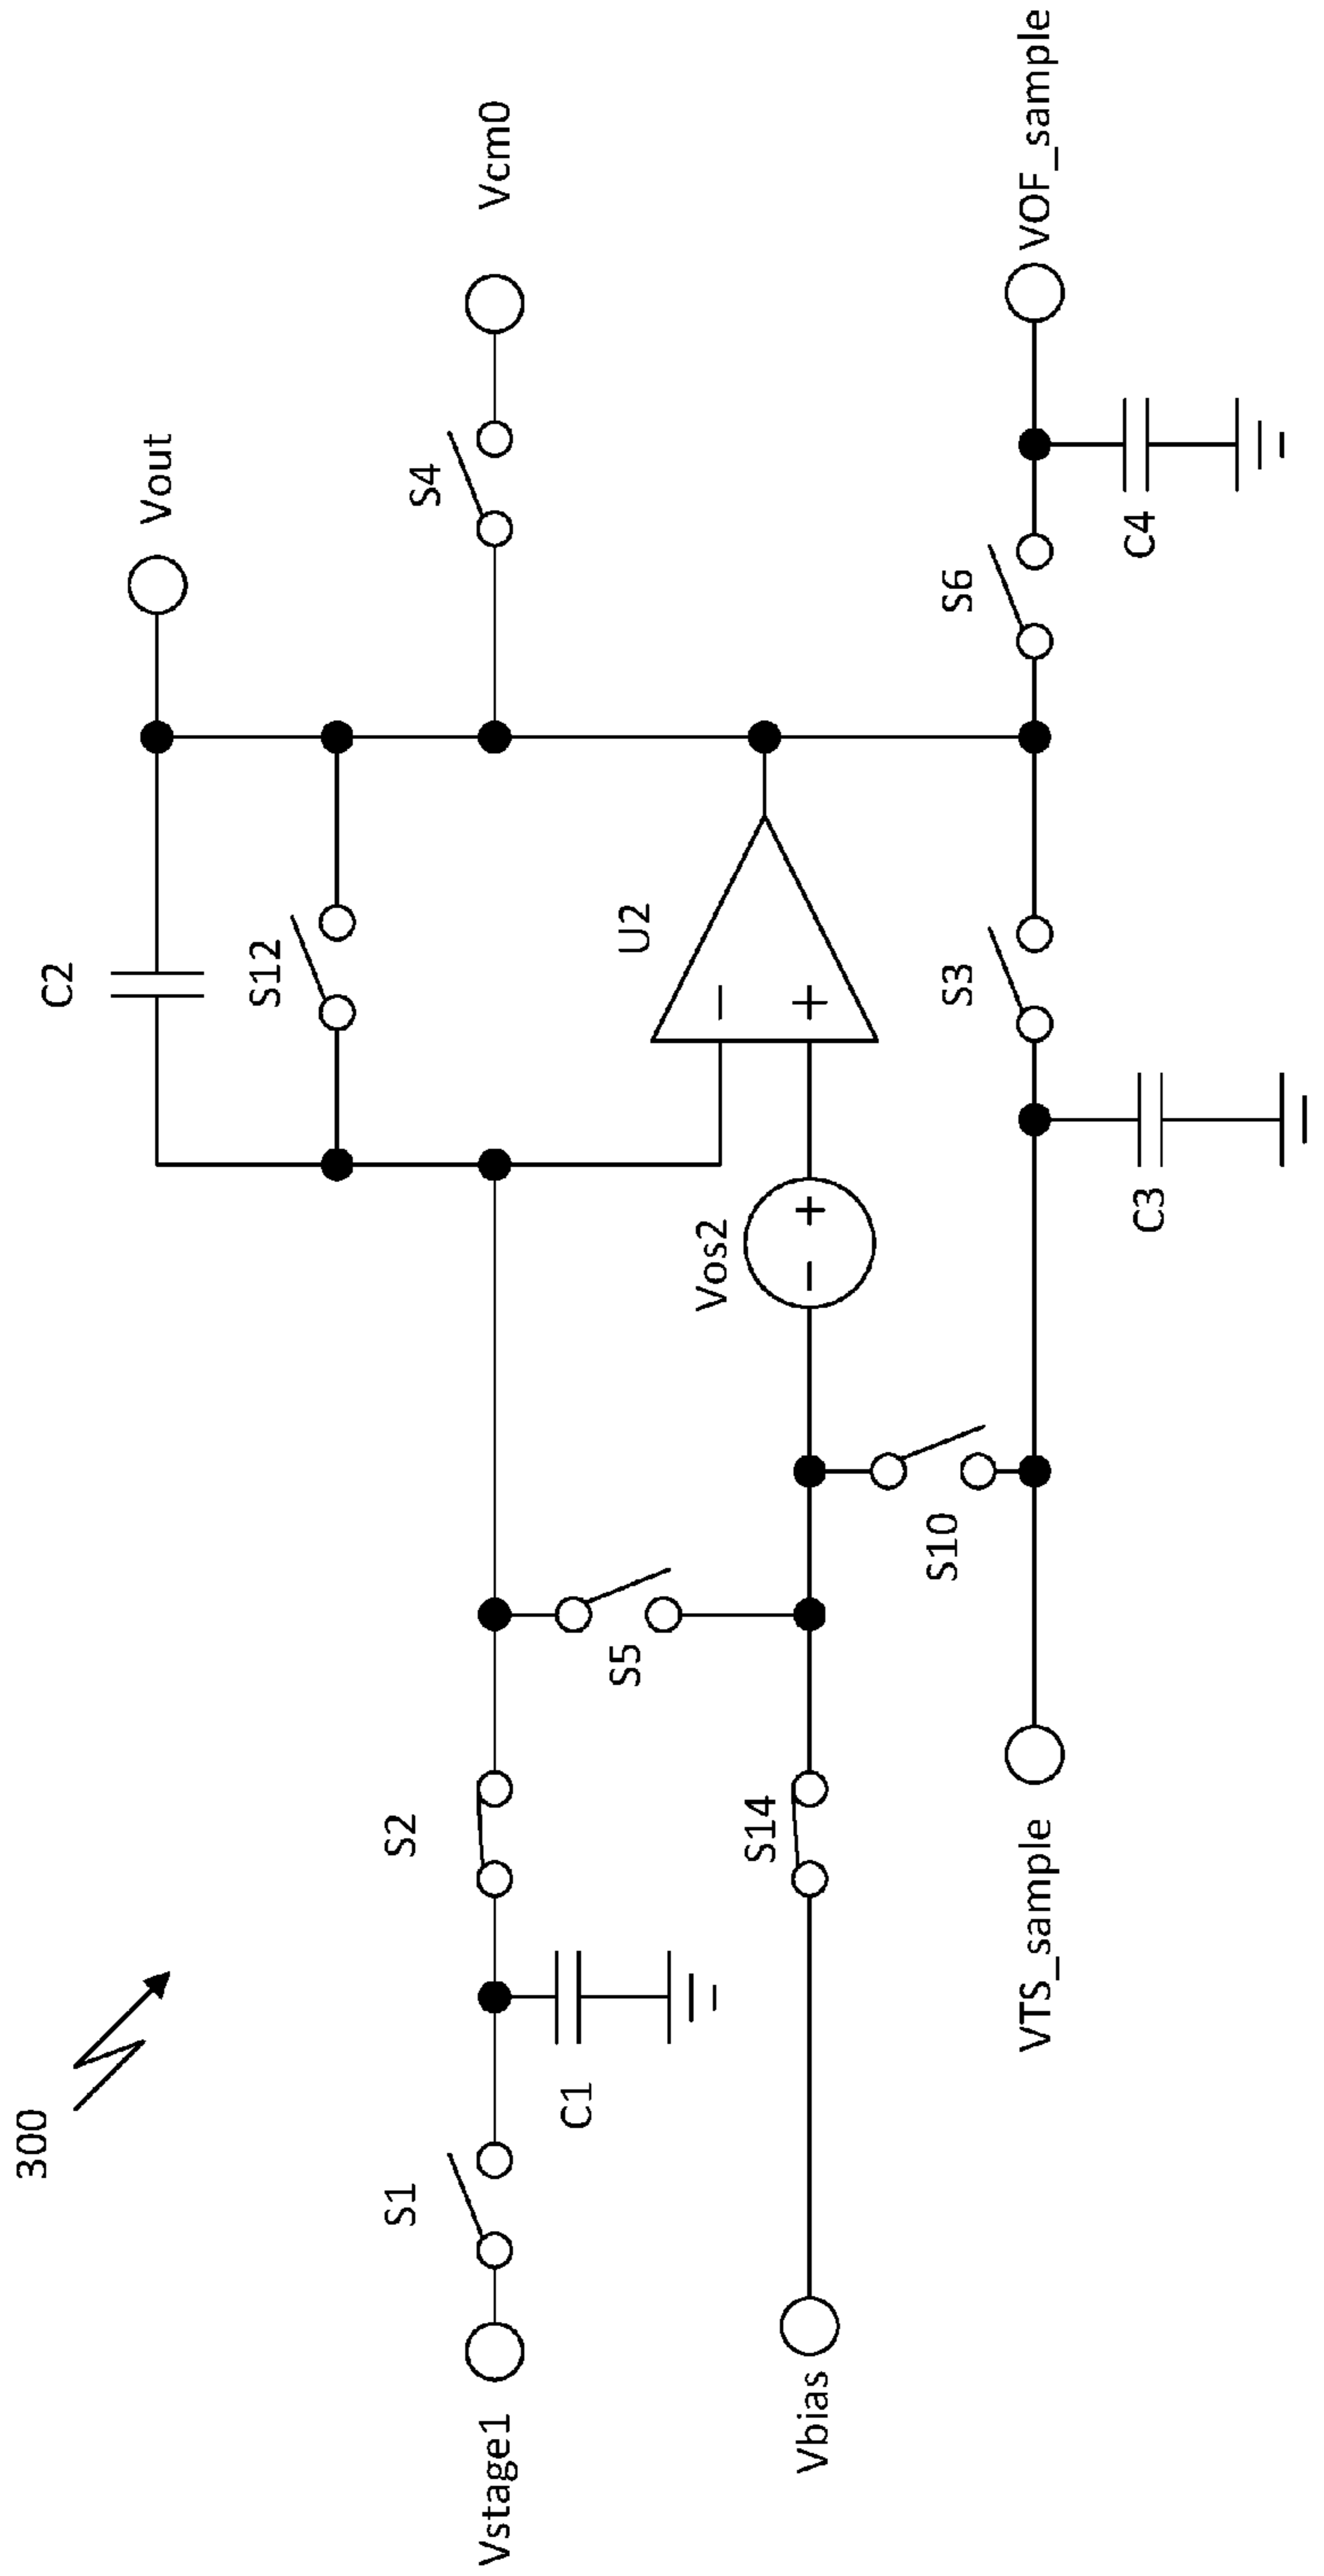 300
Vout
C2
S12
Vcm0
S4
Vstage1
S1
S2
C1
S5
U2
−
+
Vos2
−
+
Vbias
S14
S10
VTS_sample
C3
S3
S6
C4
VOF_sample